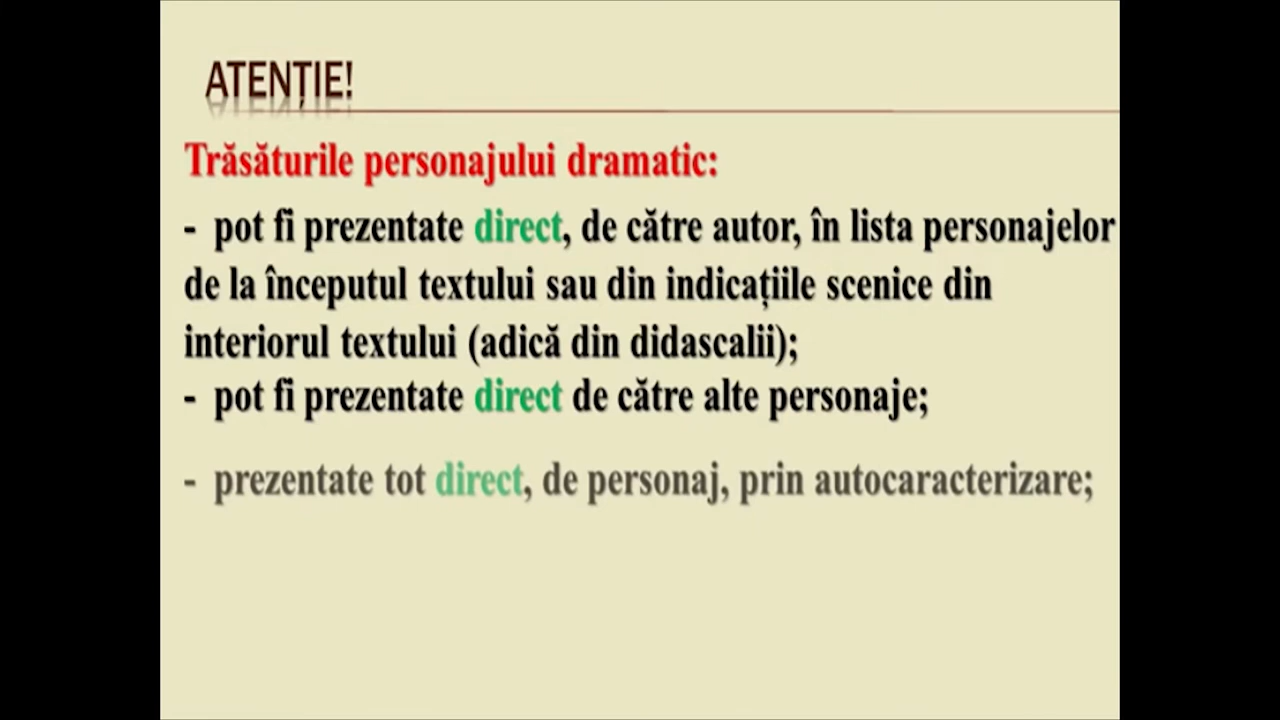 ATENȚIE!
Trăsăturile personajului dramatic:
- pot fi prezentate direct, de către autor, în lista personajelor
de la începutul textului sau din indicațiile scenice din
interiorul textului (adică din didascalii);
- pot fi prezentate direct de către alte personaje;
- prezentate tot direct, de personaj, prin autocaracterizare;